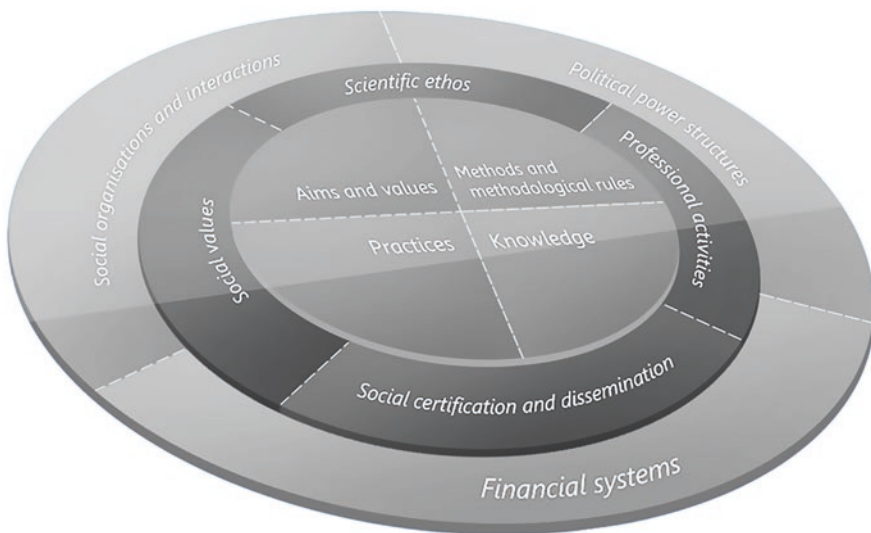 Social organisations and interactions
Political power structures
Scientific ethos
Professional activities
Social values
Aims and values
Methods and
methodological rules
Practices
Knowledge
Social certification and dissemination
Financial systems